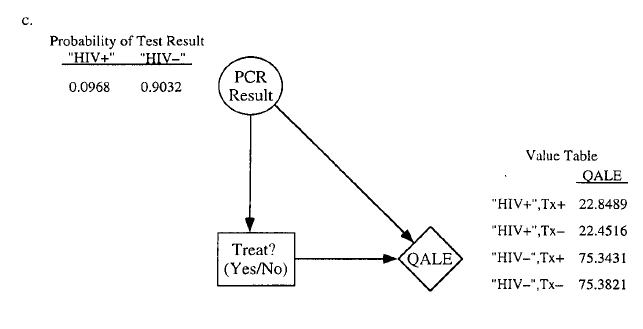 c.
Probability of Test Result
"HIV+" "HIV–"
0.0968 0.9032
PCR
Result
Treat?
(Yes/No)
QALE
Value Table
QALE
"HIV+",Tx+ 22.8489
"HIV+",Tx– 22.4516
"HIV–",Tx+ 75.3431
"HIV–",Tx– 75.3821